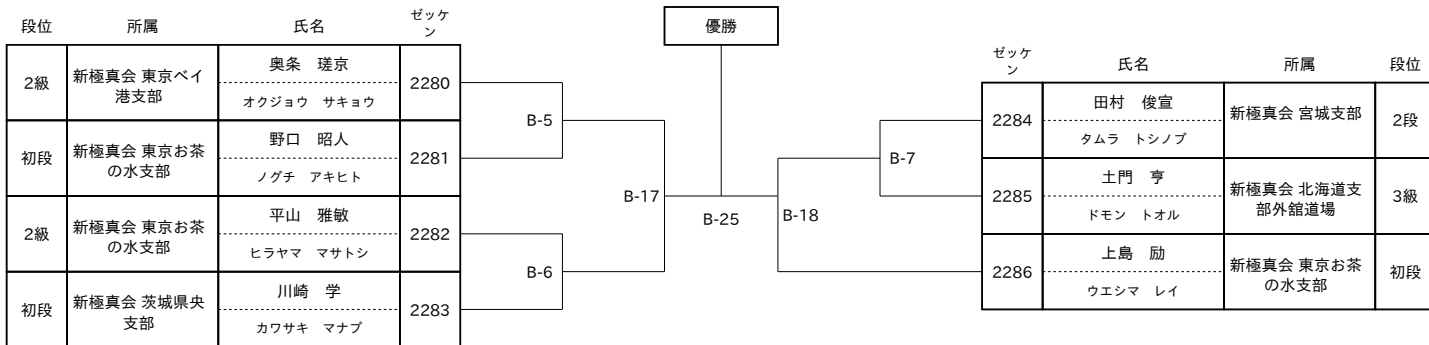 優勝
段位 所属 氏名 ゼッケ
ン
2級 新極真会 東京ベイ
港支部 奥条 瑳京
オクジョウ サキョウ 2280
初段 新極真会 東京お茶
の水支部 野口 昭人
ノグチ アキヒト 2281
2級 新極真会 東京お茶
の水支部 平山 雅敏
ヒラヤマ マサトシ 2282
初段 新極真会 茨城県央
支部 川崎 学
カワサキ マナブ 2283
B-5
B-6
B-17
B-25
B-18
B-7
ゼッケ
ン 氏名 所属 段位
2284 田村 俊宣
タムラ トシノブ 新極真会 宮城支部 2段
2285 土門 亨
ドモン トオル 新極真会 北海道支
部外舘道場 3級
2286 上島 励
ウエシマ レイ 新極真会 東京お茶
の水支部 初段